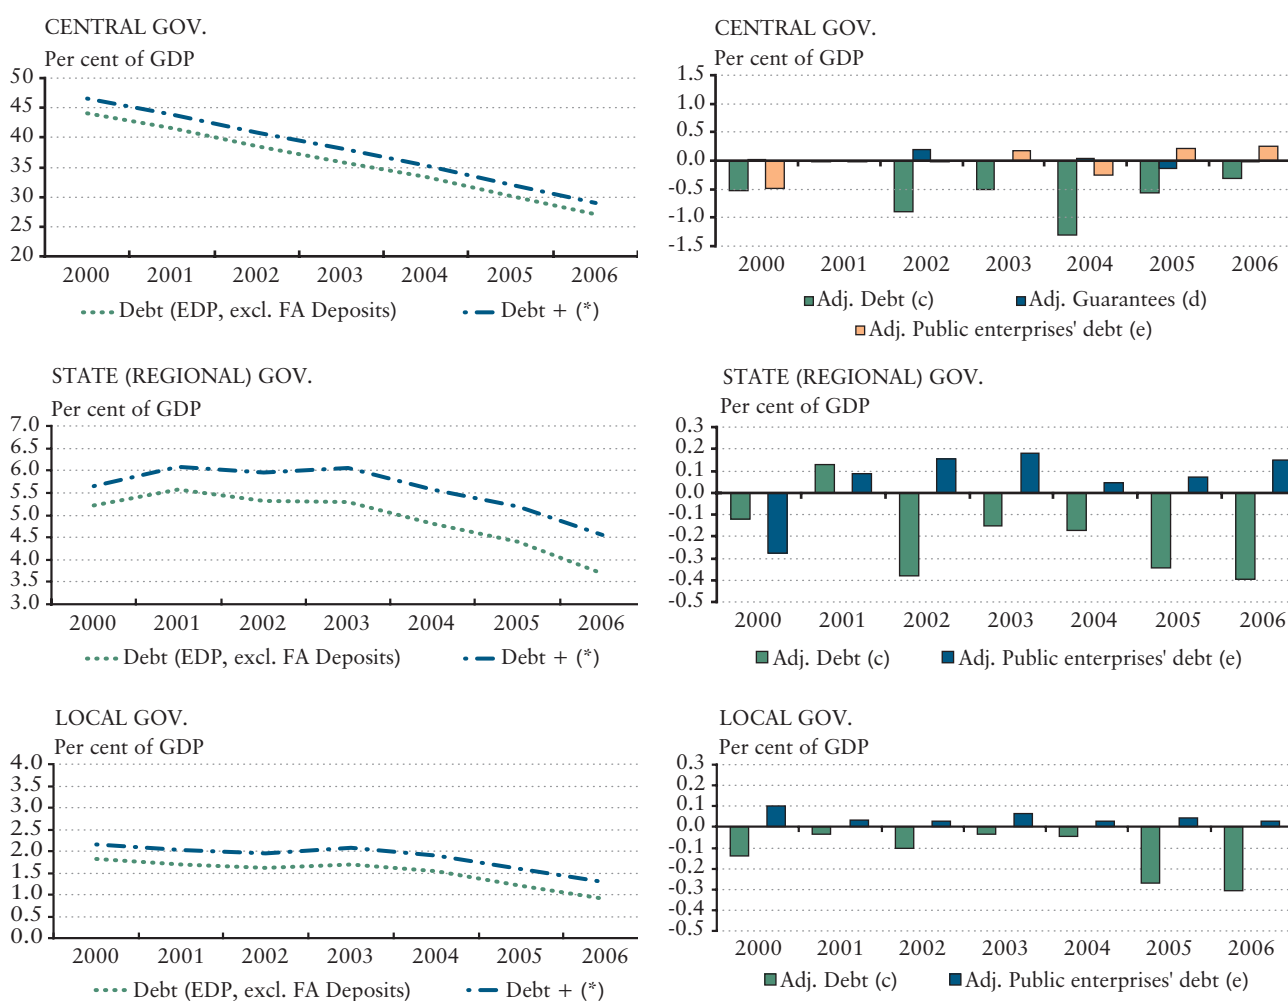 CENTRAL GOV.
Per cent of GDP
50
45
40
35
30
25
20
2000 2001 2002 2003 2004 2005 2006
Debt (EDP, excl. FA Deposits) Debt + (*)
CENTRAL GOV.
Per cent of GDP
1.5
1.0
0.5
0.0
-0.5
-1.0
-1.5
2000 2001 2002 2003 2004 2005 2006
Adj. Debt (c) Adj. Guarantees (d)
Adj. Public enterprises' debt (e)
STATE (REGIONAL) GOV.
Per cent of GDP
7.0
6.5
6.0
5.5
5.0
4.5
4.0
3.5
3.0
2000 2001 2002 2003 2004 2005 2006
Debt (EDP, excl. FA Deposits) Debt + (*)
STATE (REGIONAL) GOV.
Per cent of GDP
0.3
0.2
0.1
0.0
-0.1
-0.2
-0.3
-0.4
-0.5
2000 2001 2002 2003 2004 2005 2006
Adj. Debt (c) Adj. Public enterprises' debt (e)
LOCAL GOV.
Per cent of GDP
4.0
3.5
3.0
2.5
2.0
1.5
1.0
0.5
0.0
2000 2001 2002 2003 2004 2005 2006
Debt (EDP, excl. FA Deposits) Debt + (*)
LOCAL GOV.
Per cent of GDP
0.3
0.2
0.1
0.0
-0.1
-0.2
-0.3
-0.4
-0.5
2000 2001 2002 2003 2004 2005 2006
Adj. Debt (c) Adj. Public enterprises' debt (e)